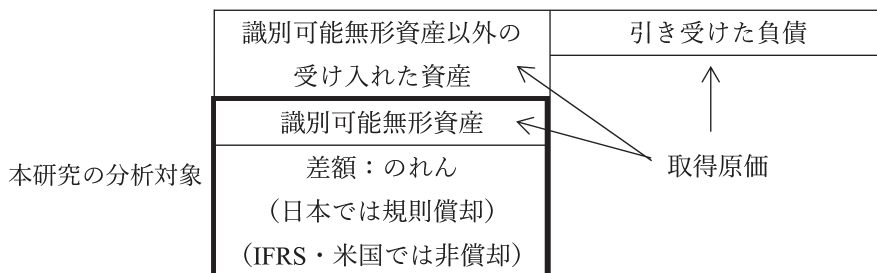 識別可能無形資産以外の
受け入れた資産
引き受けた負債
識別可能無形資産
本研究の分析対象
差額：のれん
（日本では規則償却）
（IFRS・米国では非償却）
取得原価